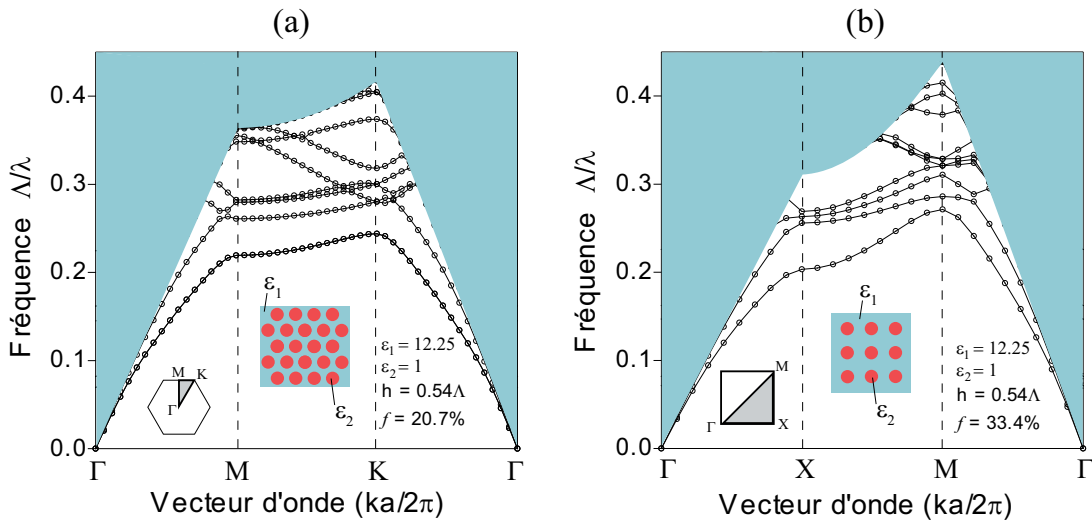 (a)
Fréquence Λ/λ
0.4
0.3
0.2
0.1
0.0
ε1
ε2
ε1 = 12.25
ε2 = 1
h = 0.54Λ
f = 20.7%
M K
Γ
Γ M K Γ
Vecteur d'onde (ka/2π)
(b)
Fréquence Λ/λ
0.4
0.3
0.2
0.1
0.0
ε1
ε2
ε1 = 12.25
ε2 = 1
h = 0.54Λ
f = 33.4%
M
Γ X
Γ X M Γ
Vecteur d'onde (ka/2π)